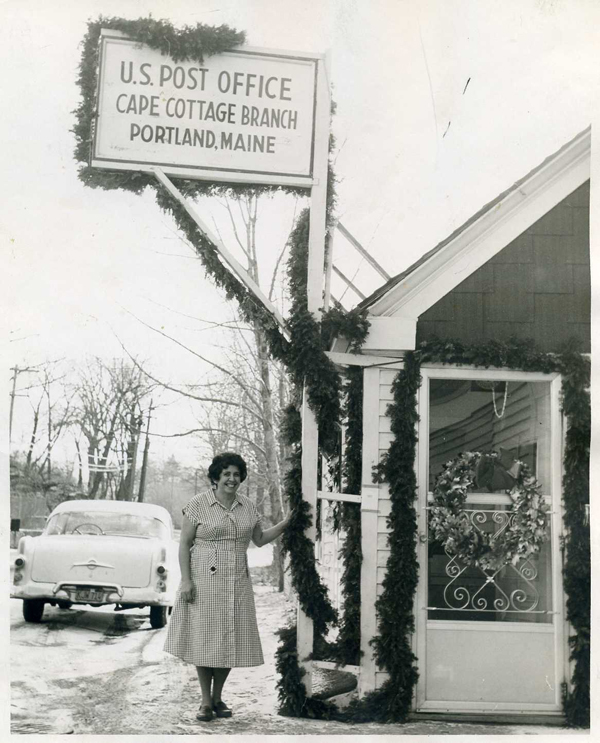 U.S. POST OFFICE
CAPE COTTAGE BRANCH
PORTLAND, MAINE